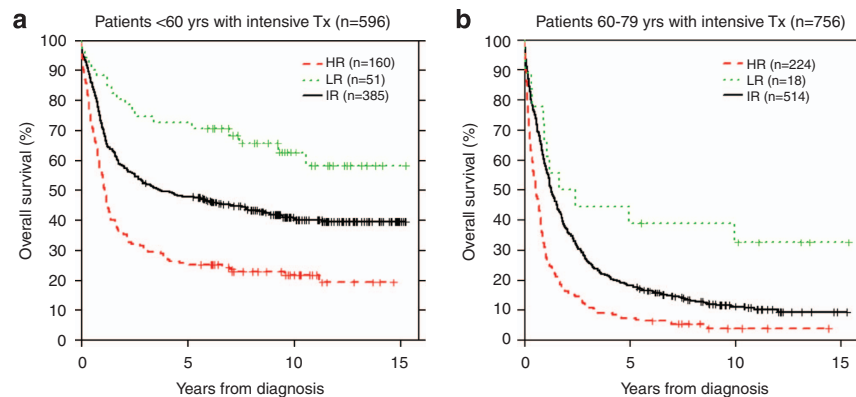 a
Patients <60 yrs with intensive Tx (n=596)
100
90
80
70
60
50
40
30
20
10
0
Overall survival (%)
HR (n=160)
LR (n=51)
IR (n=385)
0
5
10
15
Years from diagnosis
b
Patients 60-79 yrs with intensive Tx (n=756)
100
90
80
70
60
50
40
30
20
10
0
Overall survival (%)
HR (n=224)
LR (n=18)
IR (n=514)
0
5
10
15
Years from diagnosis